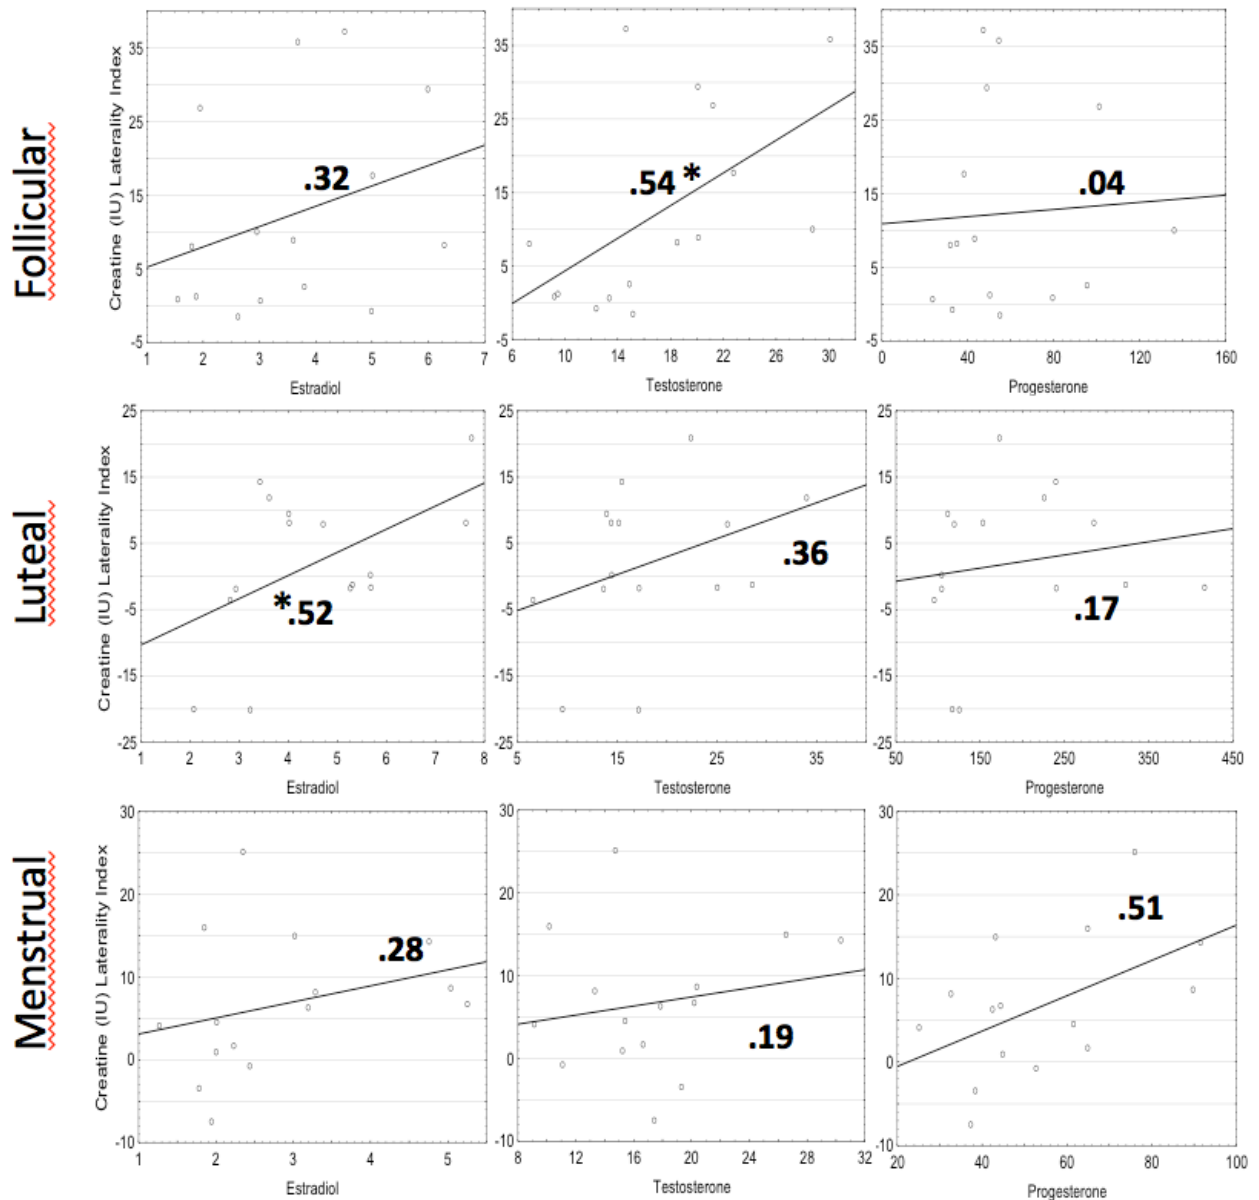 Follicular
Creatine (IU) Laterality Index
35
25
15
5
-5
.32
1 2 3 4 5 6 7
Estradiol
35
25
15
5
-5
.54 *
6 10 14 18 22 26 30
Testosterone
35
25
15
5
-5
.04
0 40 80 120 160
Progesterone
Luteal
Creatine (IU) Laterality Index
25
15
5
-5
-15
-25
*.52
1 2 3 4 5 6 7 8
Estradiol
25
15
5
-5
-15
-25
.36
5 15 25 35
Testosterone
25
15
5
-5
-15
-25
.17
50 150 250 350 450
Progesterone
Menstrual
Creatine (IU) Laterality Index
30
20
10
0
-10
.28
1 2 3 4 5
Estradiol
30
20
10
0
-10
.19
8 12 16 20 24 28 32
Testosterone
30
20
10
0
-10
.51
20 40 60 80 100
Progesterone